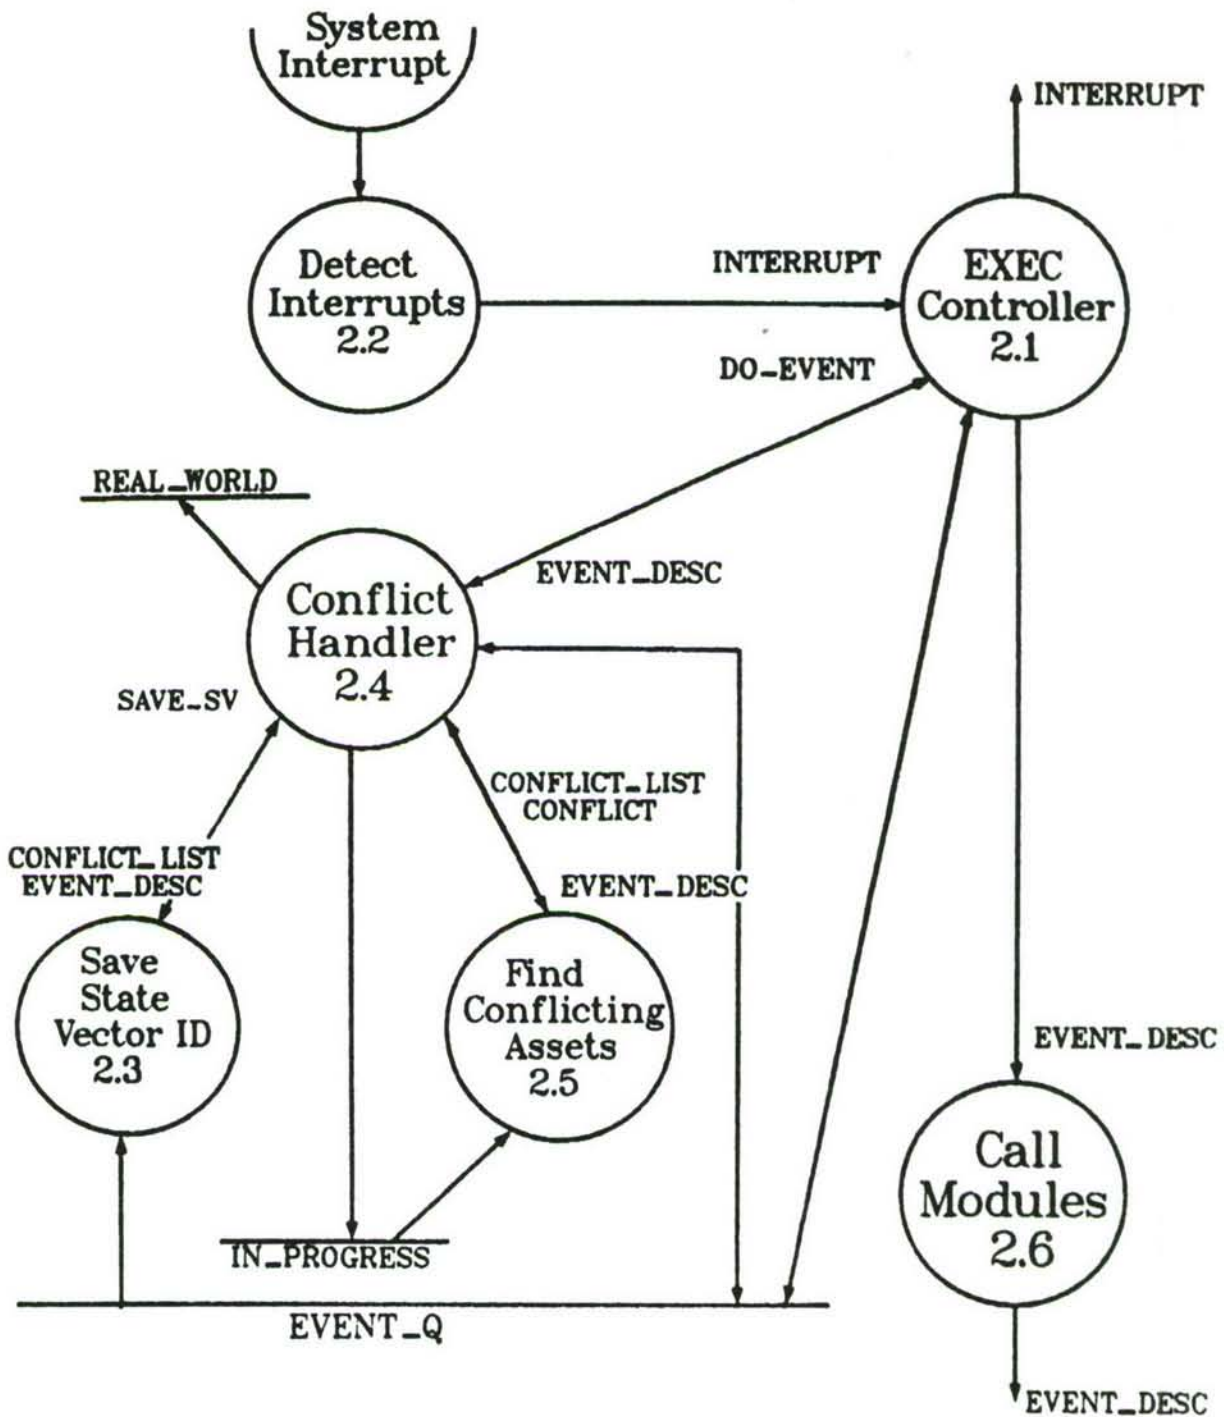 System
Interrupt
INTERRUPT
Detect
Interrupts
2.2
INTERRUPT
EXEC
Controller
2.1
DO_EVENT
REAL_WORLD
EVENT_DESC
Conflict
Handler
2.4
SAVE_SV
CONFLICT_LIST
CONFLICT
CONFLICT_LIST
EVENT_DESC
EVENT_DESC
Save
State
Vector ID
2.3
Find
Conflicting
Assets
2.5
EVENT_DESC
Call
Modules
2.6
IN_PROGRESS
EVENT_Q
EVENT_DESC